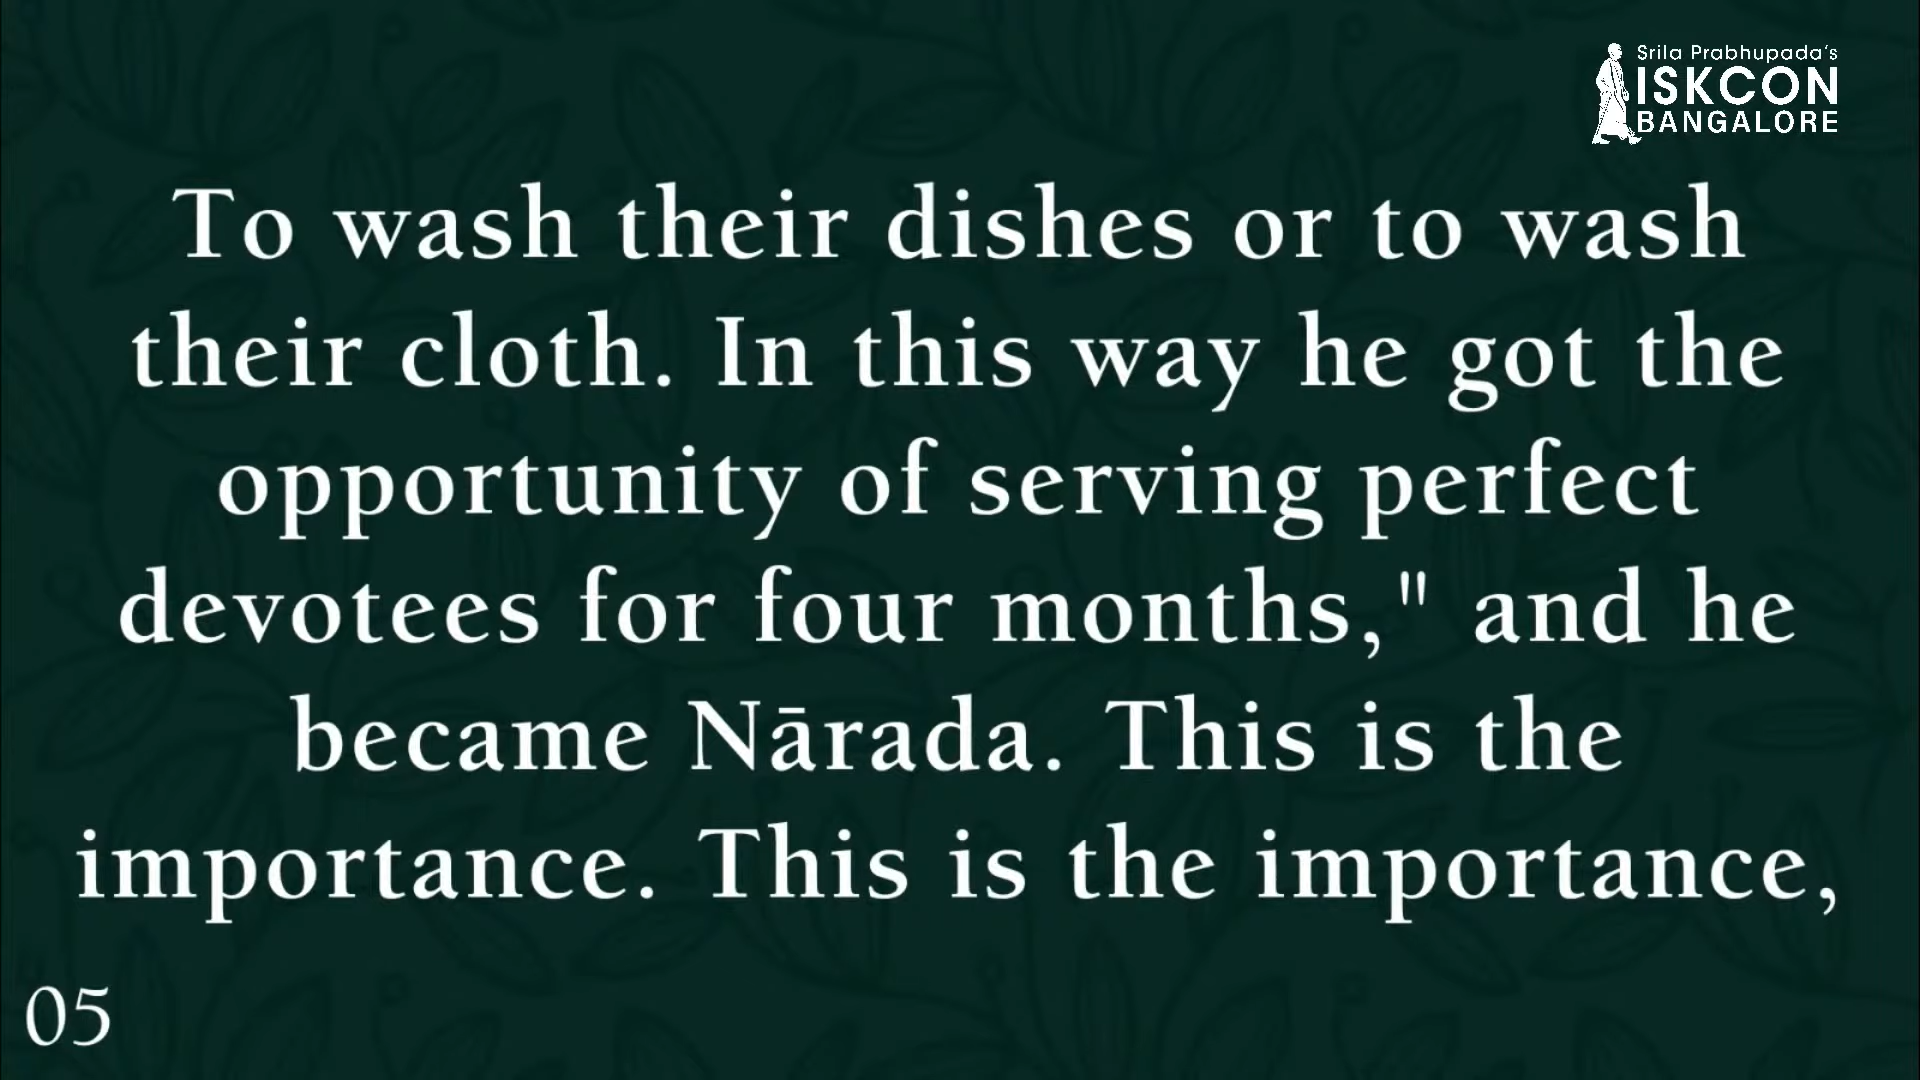 Srila Prabhupada's
ISKCON
BANGALORE
To wash their dishes or to wash
their cloth. In this way he got the
opportunity of serving perfect
devotees for four months," and he
became Nārada. This is the
importance. This is the importance,
05